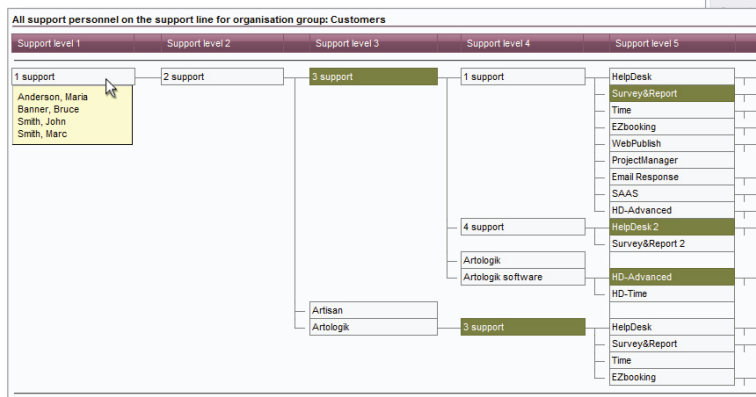 All support personnel on the support line for organisation group: Customers
Support level 1 Support level 2 Support level 3 Support level 4 Support level 5
1 support 2 support 3 support 1 support HelpDesk
Anderson, Maria Survey&Report
Banner, Bruce Time
Smith, John EZbooking
Smith, Marc WebPublish
ProjectManager
Email Response
SAAS
HD-Advanced
4 support HelpDesk 2
Survey&Report 2
Artologik
Artologik software HD-Advanced
HD-Time
Artisan
Artologik 3 support HelpDesk
Survey&Report
Time
EZbooking